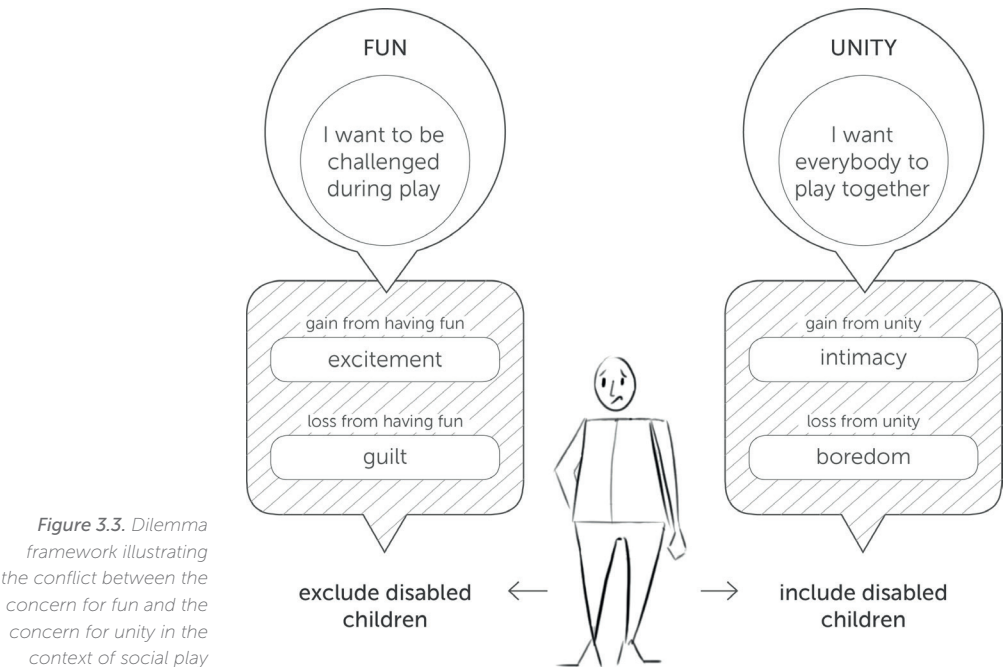 FUN
I want to be
challenged
during play
gain from having fun
excitement
loss from having fun
guilt
exclude disabled
children
UNITY
I want
everybody to
play together
gain from unity
intimacy
loss from unity
boredom
include disabled
children
Figure 3.3. Dilemma
framework illustrating
the conflict between the
concern for fun and the
concern for unity in the
context of social play